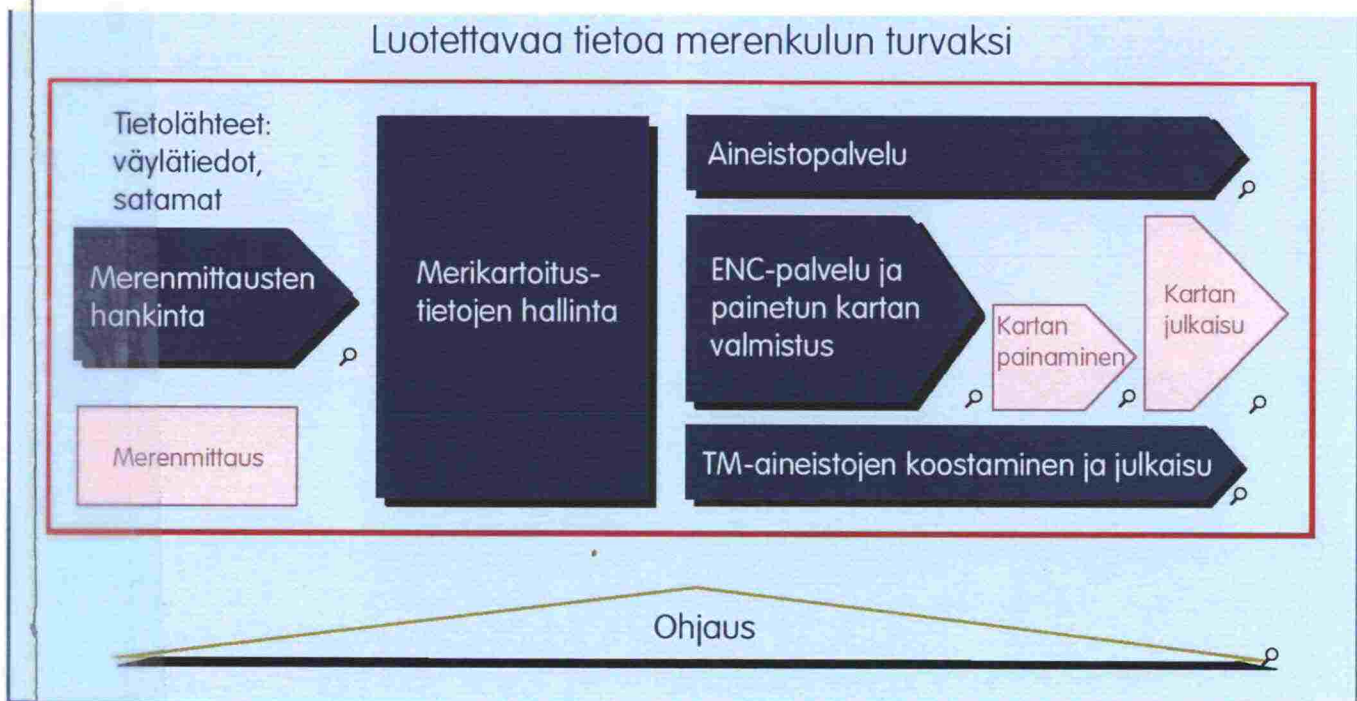 Luotettavaa tietoa merenkulun turvaksi
Tietolähteet:
väylätiedot,
satamat
Merenmittausten
hankinta
Merenmittaus
Merikartoitus-
tietojen hallinta
Aineistopalvelu
ENC-palvelu ja
painetun kartan
valmistus
Kartan
painaminen
Kartan
julkaisu
TM-aineistojen koostaminen ja julkaisu
Ohjaus